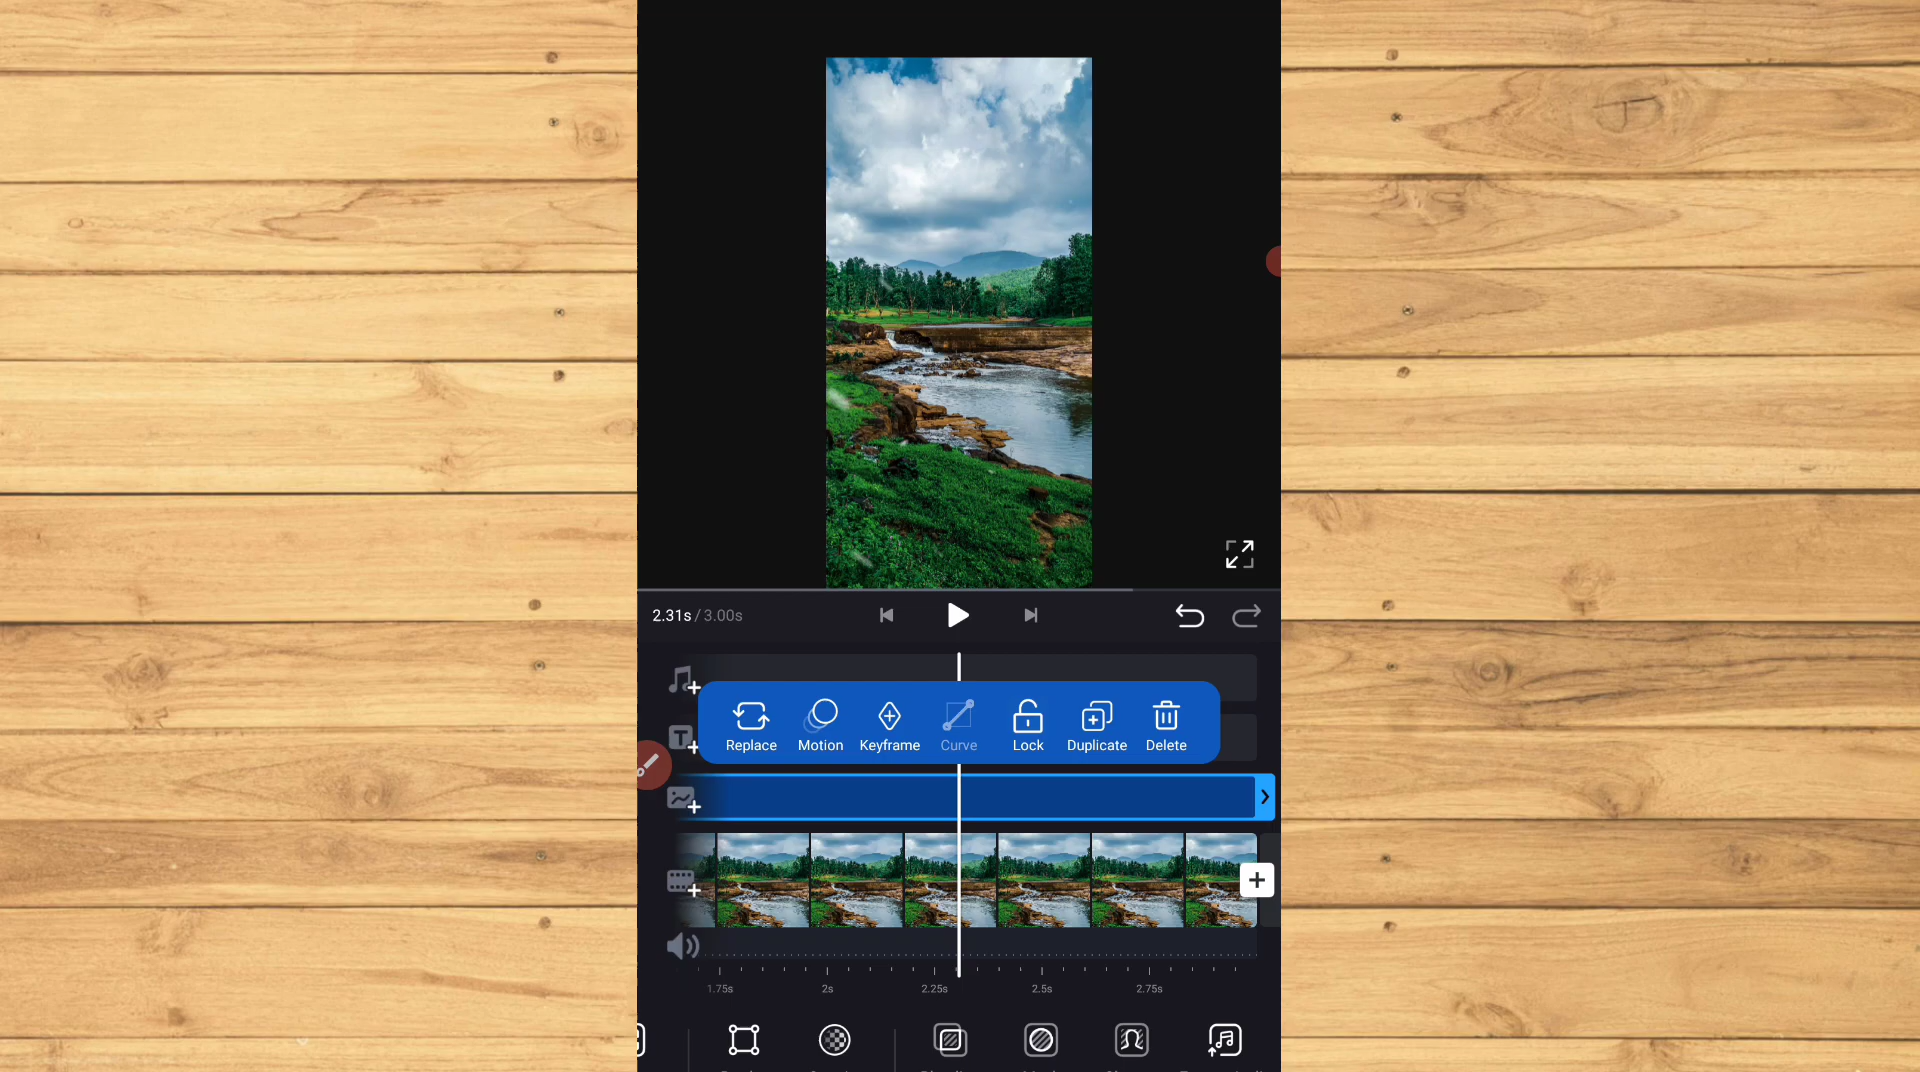 2.31s / 3.00s
Replace Motion Keyframe Curve Lock Duplicate Delete
T
1.75s 2s 2.25s 2.5s 2.75s